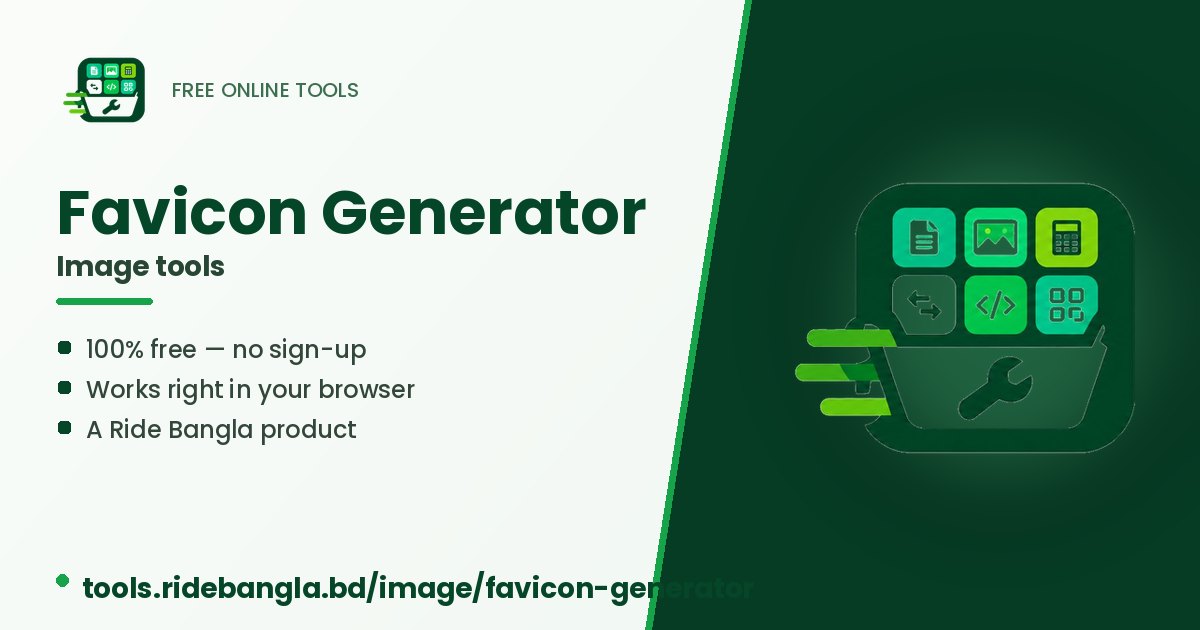 FREE ONLINE TOOLS
Favicon Generator
Image tools
100% free — no sign-up
Works right in your browser
A Ride Bangla product
tools.ridebangla.bd/image/favicon-generator